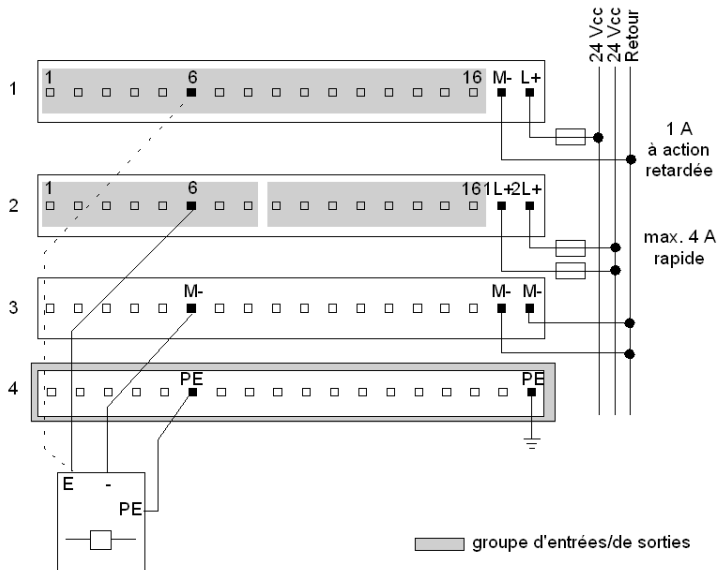 24 Vcc
24 Vcc
Retour
1
1 6 16 M- L+
1 A
à action
retardée
2
1 6 16 1L+ 2L+
max. 4 A
rapide
3
M- M- M-
4
PE PE
E -
PE
groupe d'entrées/de sorties